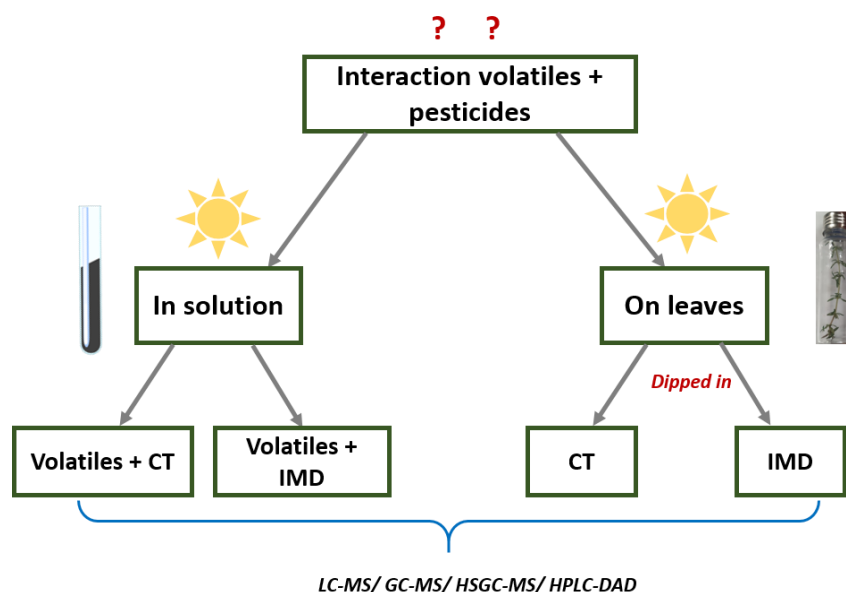 ? ?
Interaction volatiles +
pesticides
In solution
On leaves
Dipped in
Volatiles + CT
Volatiles +
IMD
CT
IMD
LC-MS/ GC-MS/ HSGC-MS/ HPLC-DAD